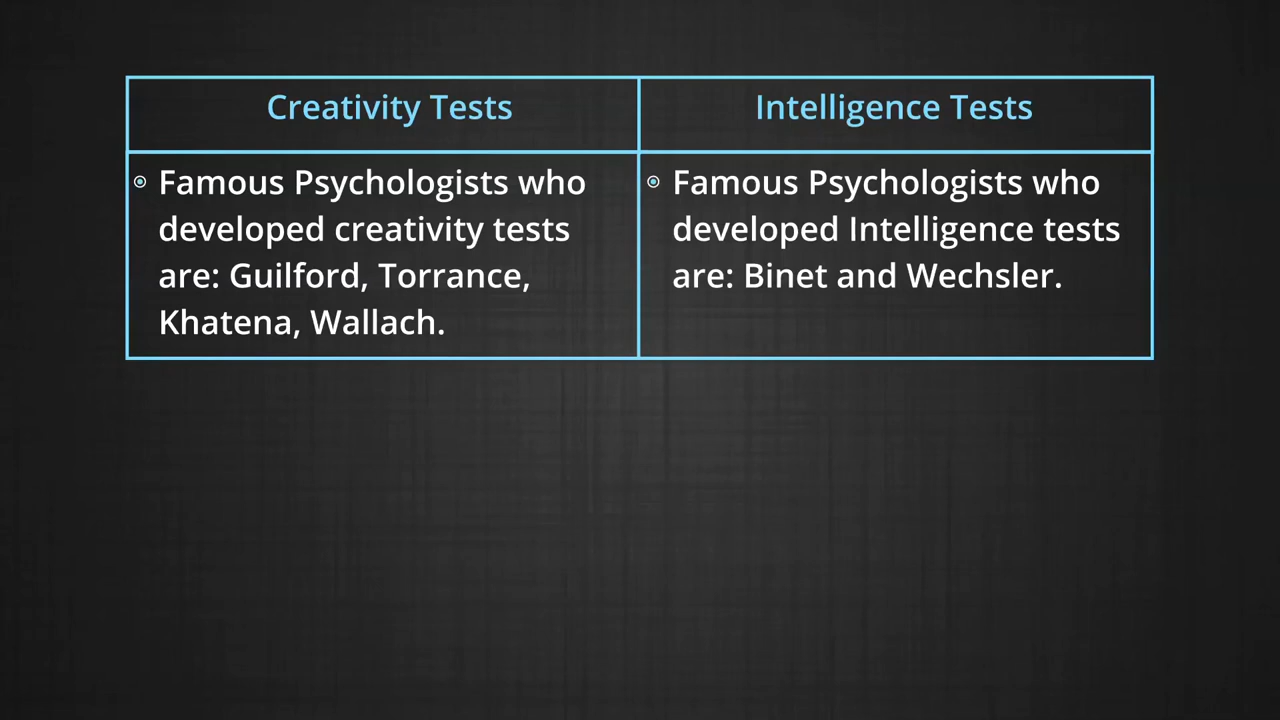 Creativity Tests
Intelligence Tests
Famous Psychologists who
developed creativity tests
are: Guilford, Torrance,
Khatena, Wallach.
Famous Psychologists who
developed Intelligence tests
are: Binet and Wechsler.